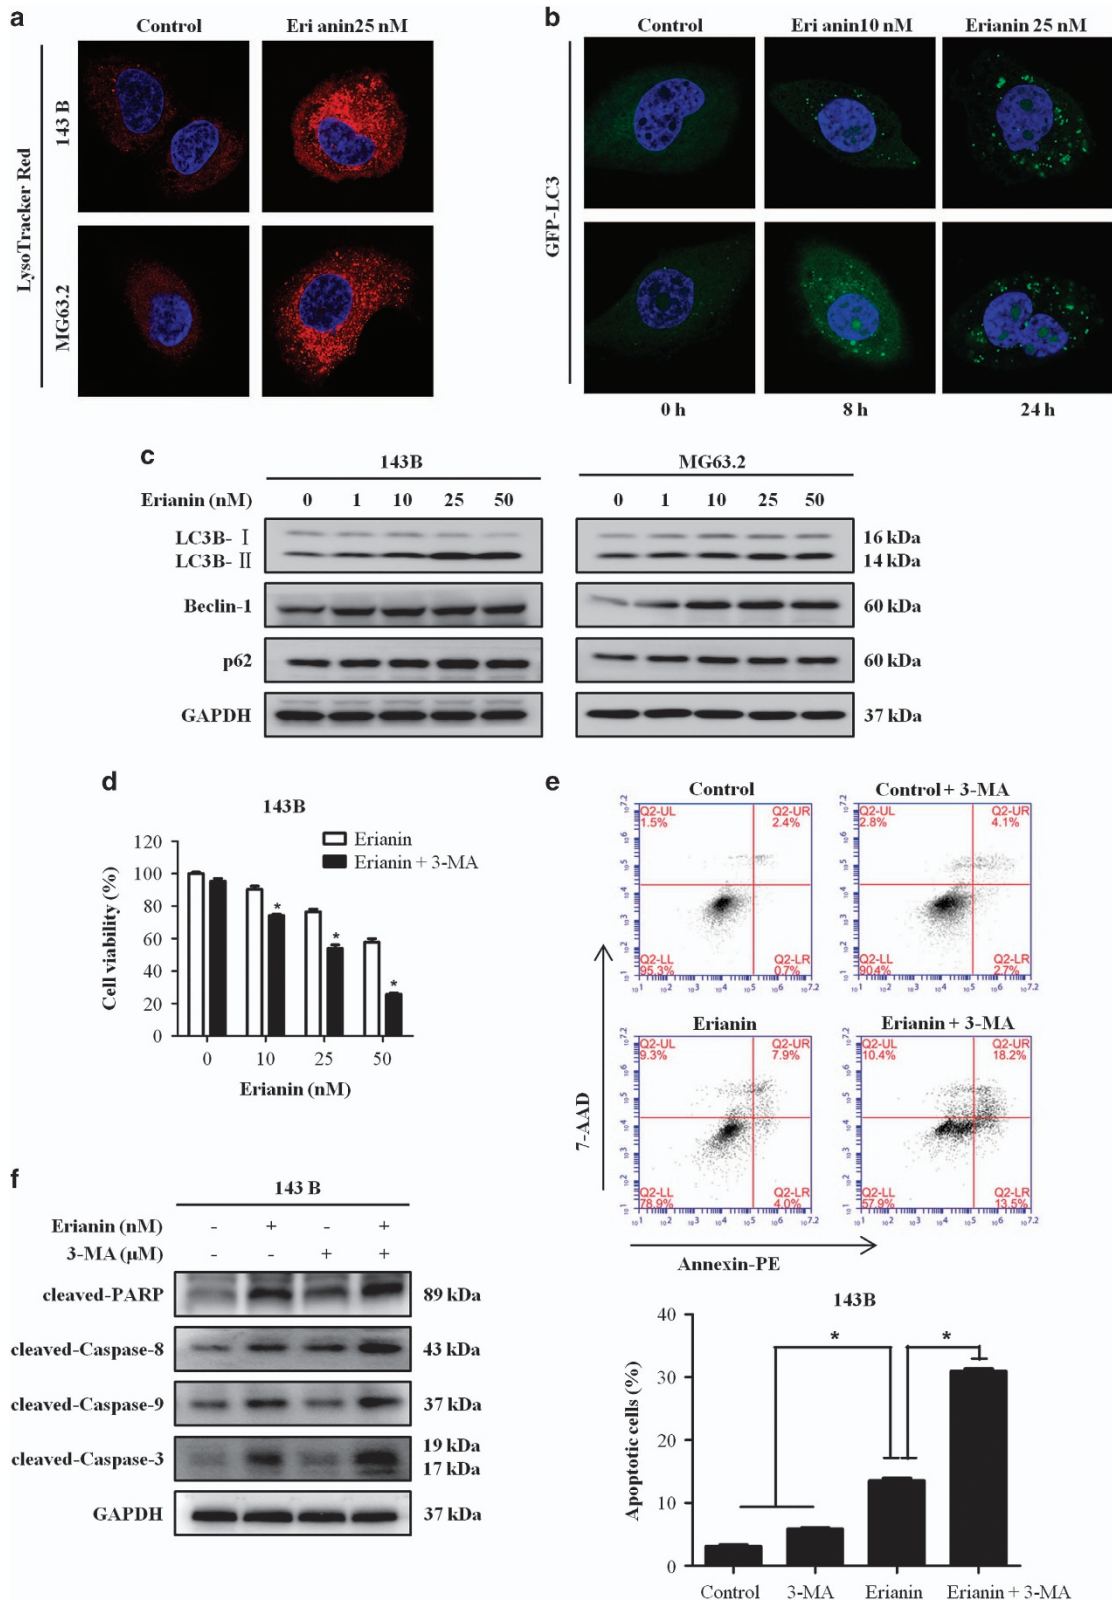 a
Control
Eri anin25 nM
LysoTracker Red
143 B
MG63.2
b
Control
Eri anin10 nM
Erianin 25 nM
GFP-LC3
0 h
8 h
24 h
c
143B
MG63.2
Erianin (nM)
0 1 10 25 50
0 1 10 25 50
LC3B- I
16 kDa
LC3B- II
14 kDa
Beclin-1
60 kDa
p62
60 kDa
GAPDH
37 kDa
d
143B
Erianin
Erianin + 3-MA
Cell viability (%)
120
100
80
60
40
20
0
* * *
0 10 25 50
Erianin (nM)
e
Control
Q2-UL
1.5%
Q2-UR
2.4%
Q2-LL
95.3%
Q2-LR
0.7%
Control + 3-MA
Q2-UL
2.8%
Q2-UR
4.1%
Q2-LL
90.4%
Q2-LR
2.7%
Erianin
Q2-UL
9.3%
Q2-UR
7.9%
Q2-LL
78.9%
Q2-LR
4.0%
Erianin + 3-MA
Q2-UL
10.4%
Q2-UR
18.2%
Q2-LL
57.9%
Q2-LR
13.5%
7-AAD
Annexin-PE
143B
Apoptotic cells (%)
40
30
20
10
0
* *
Control 3-MA Erianin Erianin + 3-MA
f
143 B
Erianin (nM) - + - +
3-MA (μM) - - + +
cleaved-PARP
89 kDa
cleaved-Caspase-8
43 kDa
cleaved-Caspase-9
37 kDa
cleaved-Caspase-3
19 kDa
17 kDa
GAPDH
37 kDa